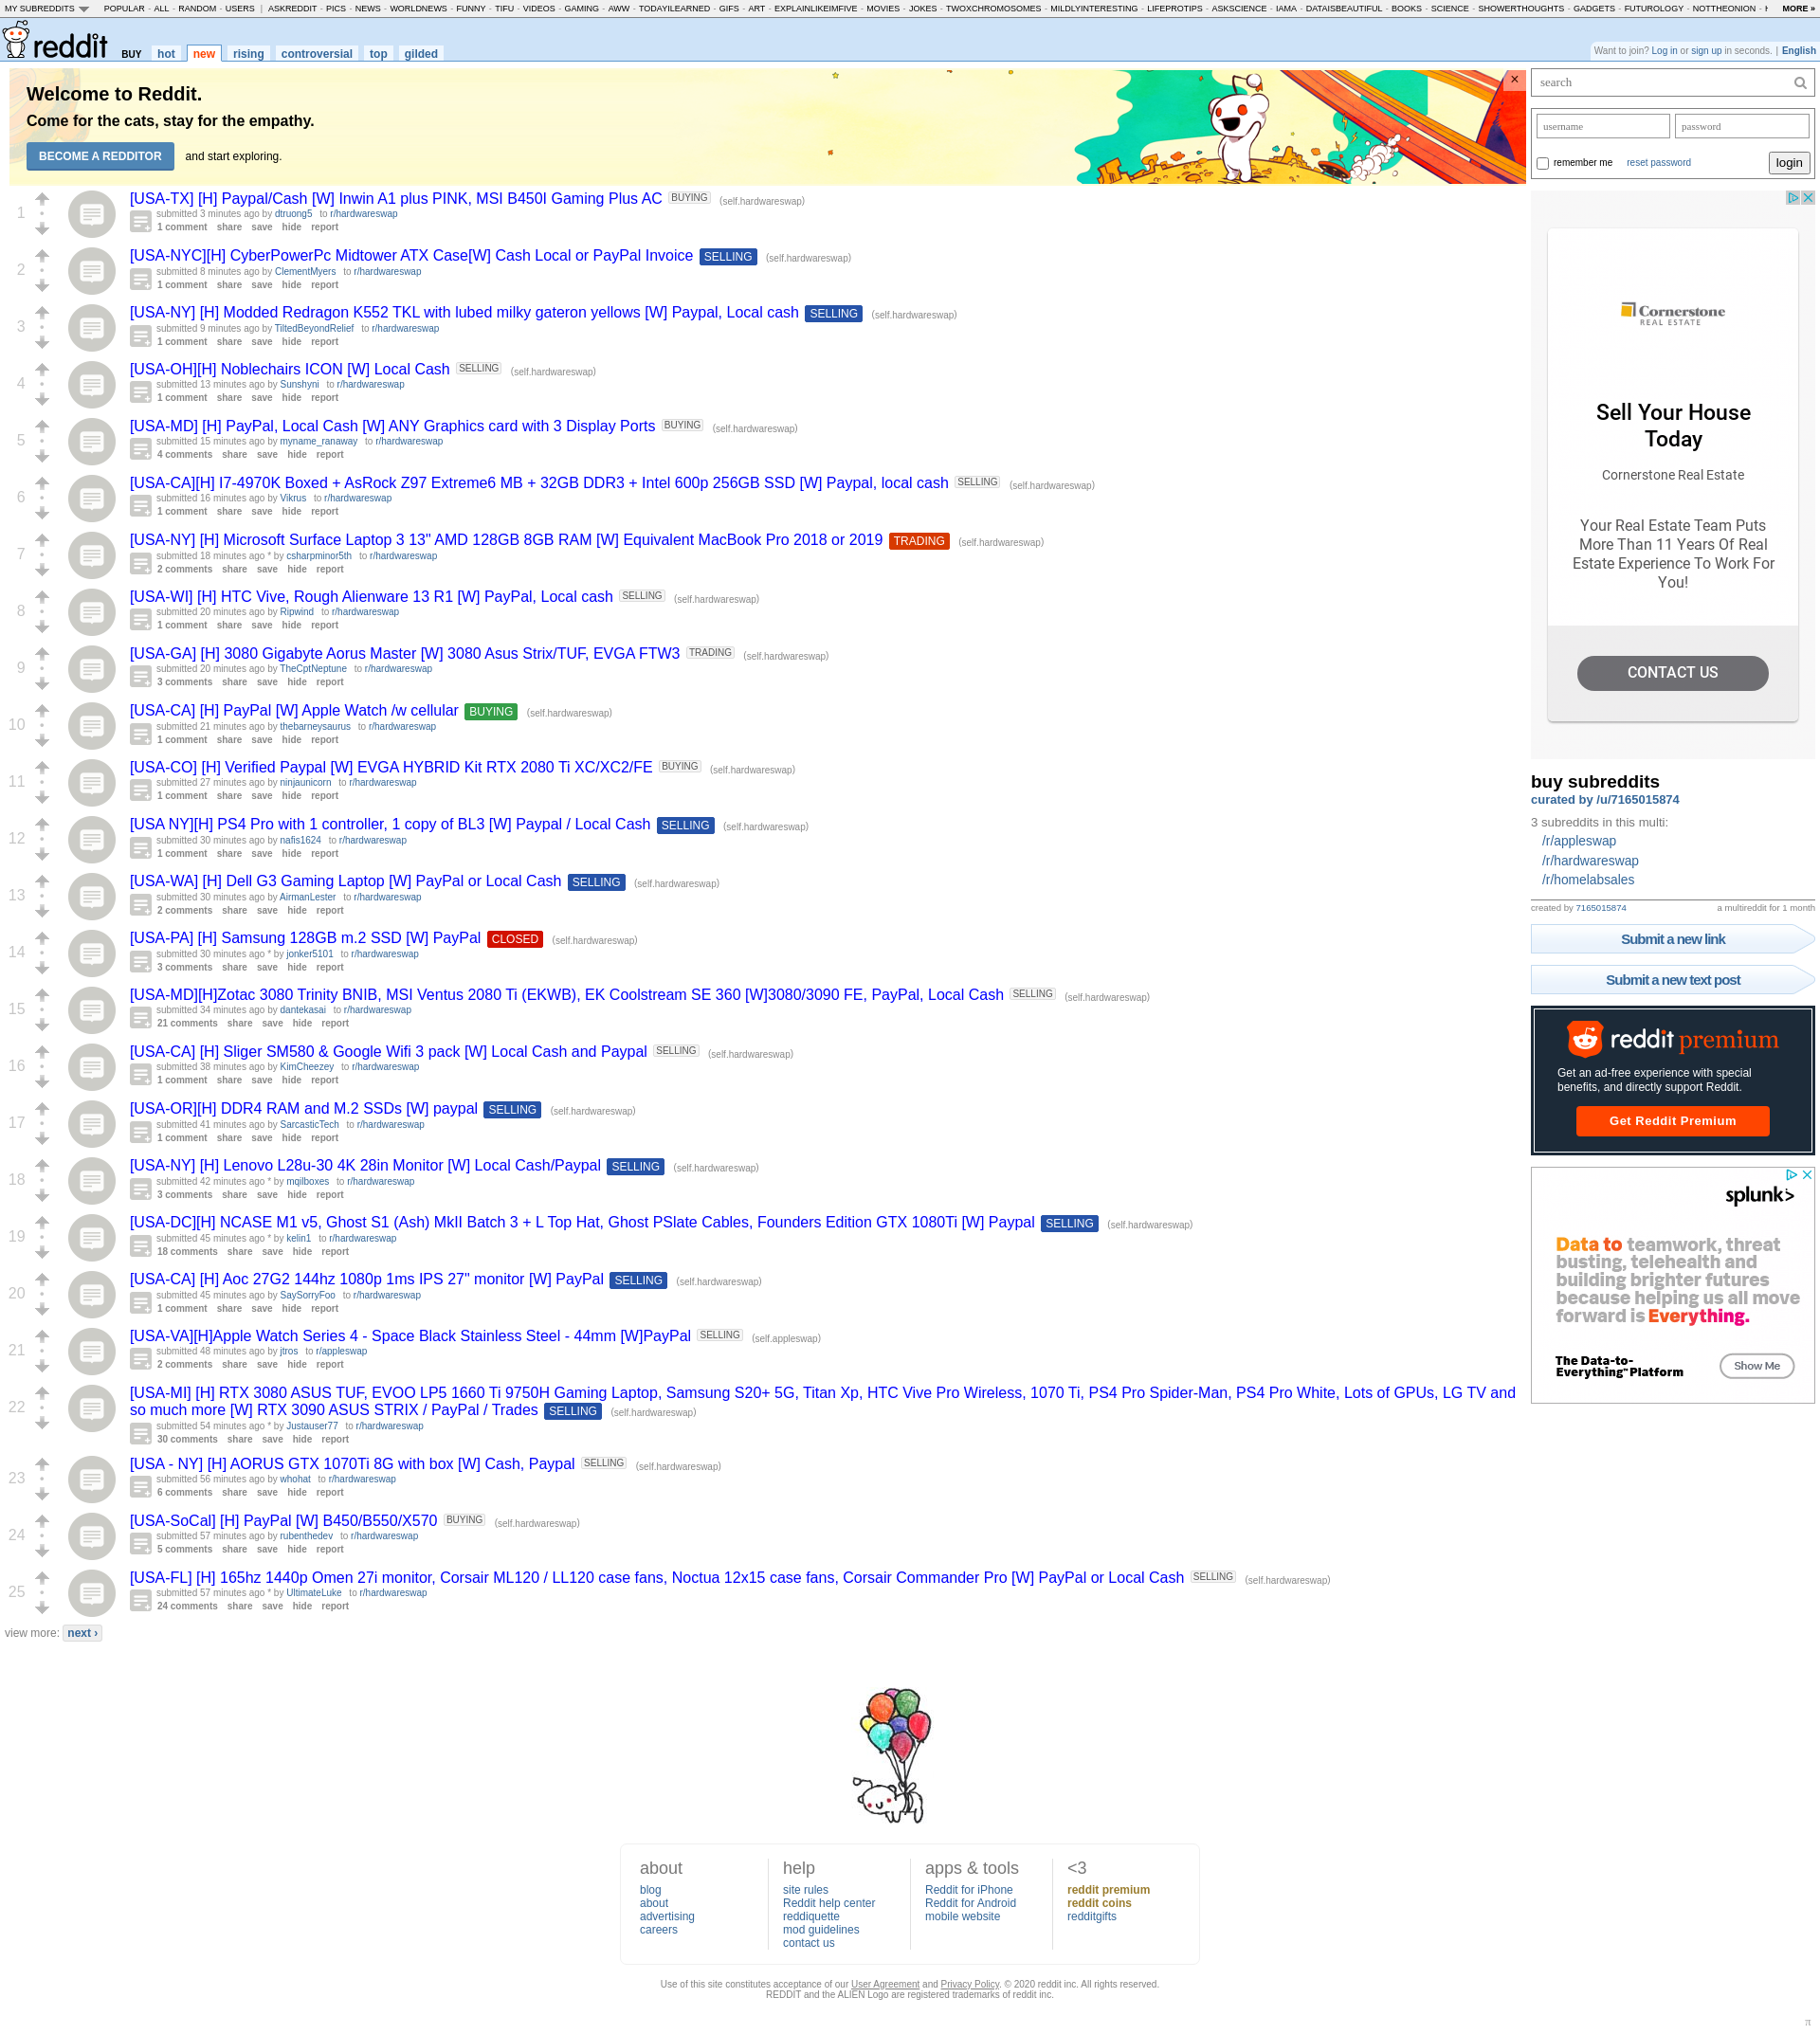 MY SUBREDDITS POPULAR - ALL - RANDOM - USERS | ASKREDDIT - PICS - NEWS - WORLDNEWS - FUNNY - TIFU - VIDEOS - GAMING - AWW - TODAYILEARNED - GIFS - ART - EXPLAINLIKEIMFIVE - MOVIES - JOKES - TWOXCHROMOSOMES - MILDLYINTERESTING - LIFEPROTIPS - ASKSCIENCE - IAMA - DATAISBEAUTIFUL - BOOKS - SCIENCE - SHOWERTHOUGHTS - GADGETS - FUTUROLOGY - NOTTHEONION - MORE »
reddit BUY hot new rising controversial top gilded
Want to join? Log in or sign up in seconds. | English
Welcome to Reddit.
Come for the cats, stay for the empathy.
BECOME A REDDITOR and start exploring.
×
1
[USA-TX] [H] Paypal/Cash [W] Inwin A1 plus PINK, MSI B450I Gaming Plus AC BUYING (self.hardwareswap)
submitted 3 minutes ago by dtruong5 to r/hardwareswap
1 comment share save hide report
2
[USA-NYC][H] CyberPowerPc Midtower ATX Case[W] Cash Local or PayPal Invoice SELLING (self.hardwareswap)
submitted 8 minutes ago by ClementMyers to r/hardwareswap
1 comment share save hide report
3
[USA-NY] [H] Modded Redragon K552 TKL with lubed milky gateron yellows [W] Paypal, Local cash SELLING (self.hardwareswap)
submitted 9 minutes ago by TiltedBeyondRelief to r/hardwareswap
1 comment share save hide report
4
[USA-OH][H] Noblechairs ICON [W] Local Cash SELLING (self.hardwareswap)
submitted 13 minutes ago by Sunshyni to r/hardwareswap
1 comment share save hide report
5
[USA-MD] [H] PayPal, Local Cash [W] ANY Graphics card with 3 Display Ports BUYING (self.hardwareswap)
submitted 15 minutes ago by myname_ranaway to r/hardwareswap
4 comments share save hide report
6
[USA-CA][H] I7-4970K Boxed + AsRock Z97 Extreme6 MB + 32GB DDR3 + Intel 600p 256GB SSD [W] Paypal, local cash SELLING (self.hardwareswap)
submitted 16 minutes ago by Vikrus to r/hardwareswap
1 comment share save hide report
7
[USA-NY] [H] Microsoft Surface Laptop 3 13" AMD 128GB 8GB RAM [W] Equivalent MacBook Pro 2018 or 2019 TRADING (self.hardwareswap)
submitted 18 minutes ago * by csharpminor5th to r/hardwareswap
2 comments share save hide report
8
[USA-WI] [H] HTC Vive, Rough Alienware 13 R1 [W] PayPal, Local cash SELLING (self.hardwareswap)
submitted 20 minutes ago by Ripwind to r/hardwareswap
1 comment share save hide report
9
[USA-GA] [H] 3080 Gigabyte Aorus Master [W] 3080 Asus Strix/TUF, EVGA FTW3 TRADING (self.hardwareswap)
submitted 20 minutes ago by TheCptNeptune to r/hardwareswap
3 comments share save hide report
10
[USA-CA] [H] PayPal [W] Apple Watch /w cellular BUYING (self.hardwareswap)
submitted 21 minutes ago by thebarneysaurus to r/hardwareswap
1 comment share save hide report
11
[USA-CO] [H] Verified Paypal [W] EVGA HYBRID Kit RTX 2080 Ti XC/XC2/FE BUYING (self.hardwareswap)
submitted 27 minutes ago by ninjaunicorn to r/hardwareswap
1 comment share save hide report
12
[USA NY][H] PS4 Pro with 1 controller, 1 copy of BL3 [W] Paypal / Local Cash SELLING (self.hardwareswap)
submitted 30 minutes ago by nafis1624 to r/hardwareswap
1 comment share save hide report
13
[USA-WA] [H] Dell G3 Gaming Laptop [W] PayPal or Local Cash SELLING (self.hardwareswap)
submitted 30 minutes ago by AirmanLester to r/hardwareswap
2 comments share save hide report
14
[USA-PA] [H] Samsung 128GB m.2 SSD [W] PayPal CLOSED (self.hardwareswap)
submitted 30 minutes ago * by jonker5101 to r/hardwareswap
3 comments share save hide report
15
[USA-MD][H]Zotac 3080 Trinity BNIB, MSI Ventus 2080 Ti (EKWB), EK Coolstream SE 360 [W]3080/3090 FE, PayPal, Local Cash SELLING (self.hardwareswap)
submitted 34 minutes ago by dantekasai to r/hardwareswap
21 comments share save hide report
16
[USA-CA] [H] Sliger SM580 & Google Wifi 3 pack [W] Local Cash and Paypal SELLING (self.hardwareswap)
submitted 38 minutes ago by KimCheezey to r/hardwareswap
1 comment share save hide report
17
[USA-OR][H] DDR4 RAM and M.2 SSDs [W] paypal SELLING (self.hardwareswap)
submitted 41 minutes ago by SarcasticTech to r/hardwareswap
1 comment share save hide report
18
[USA-NY] [H] Lenovo L28u-30 4K 28in Monitor [W] Local Cash/Paypal SELLING (self.hardwareswap)
submitted 42 minutes ago * by mqilboxes to r/hardwareswap
3 comments share save hide report
19
[USA-DC][H] NCASE M1 v5, Ghost S1 (Ash) MkII Batch 3 + L Top Hat, Ghost PSlate Cables, Founders Edition GTX 1080Ti [W] Paypal SELLING (self.hardwareswap)
submitted 45 minutes ago * by kelin1 to r/hardwareswap
18 comments share save hide report
20
[USA-CA] [H] Aoc 27G2 144hz 1080p 1ms IPS 27" monitor [W] PayPal SELLING (self.hardwareswap)
submitted 45 minutes ago by SaySorryFoo to r/hardwareswap
1 comment share save hide report
21
[USA-VA][H]Apple Watch Series 4 - Space Black Stainless Steel - 44mm [W]PayPal SELLING (self.appleswap)
submitted 48 minutes ago by jtros to r/appleswap
2 comments share save hide report
22
[USA-MI] [H] RTX 3080 ASUS TUF, EVOO LP5 1660 Ti 9750H Gaming Laptop, Samsung S20+ 5G, Titan Xp, HTC Vive Pro Wireless, 1070 Ti, PS4 Pro Spider-Man, PS4 Pro White, Lots of GPUs, LG TV and
so much more [W] RTX 3090 ASUS STRIX / PayPal / Trades SELLING (self.hardwareswap)
submitted 54 minutes ago * by Justauser77 to r/hardwareswap
30 comments share save hide report
23
[USA - NY] [H] AORUS GTX 1070Ti 8G with box [W] Cash, Paypal SELLING (self.hardwareswap)
submitted 56 minutes ago by whohat to r/hardwareswap
6 comments share save hide report
24
[USA-SoCal] [H] PayPal [W] B450/B550/X570 BUYING (self.hardwareswap)
submitted 57 minutes ago by rubenthedev to r/hardwareswap
5 comments share save hide report
25
[USA-FL] [H] 165hz 1440p Omen 27i monitor, Corsair ML120 / LL120 case fans, Noctua 12x15 case fans, Corsair Commander Pro [W] PayPal or Local Cash SELLING (self.hardwareswap)
submitted 57 minutes ago * by UltimateLuke to r/hardwareswap
24 comments share save hide report
view more: next ›
search
username password
remember me reset password login
Cornerstone
REAL ESTATE
Sell Your House
Today
Cornerstone Real Estate
Your Real Estate Team Puts
More Than 11 Years Of Real
Estate Experience To Work For
You!
CONTACT US
buy subreddits
curated by /u/7165015874
3 subreddits in this multi:
/r/appleswap
/r/hardwareswap
/r/homelabsales
created by 7165015874 a multireddit for 1 month
Submit a new link
Submit a new text post
reddit premium
Get an ad-free experience with special
benefits, and directly support Reddit.
Get Reddit Premium
splunk>
Data to teamwork, threat
busting, telehealth and
building brighter futures
because helping us all move
forward is Everything.
The Data-to-
Everything™ Platform
Show Me
about
blog
about
advertising
careers
help
site rules
Reddit help center
reddiquette
mod guidelines
contact us
apps & tools
Reddit for iPhone
Reddit for Android
mobile website
<3
reddit premium
reddit coins
redditgifts
Use of this site constitutes acceptance of our User Agreement and Privacy Policy. © 2020 reddit inc. All rights reserved.
REDDIT and the ALIEN Logo are registered trademarks of reddit inc.
π